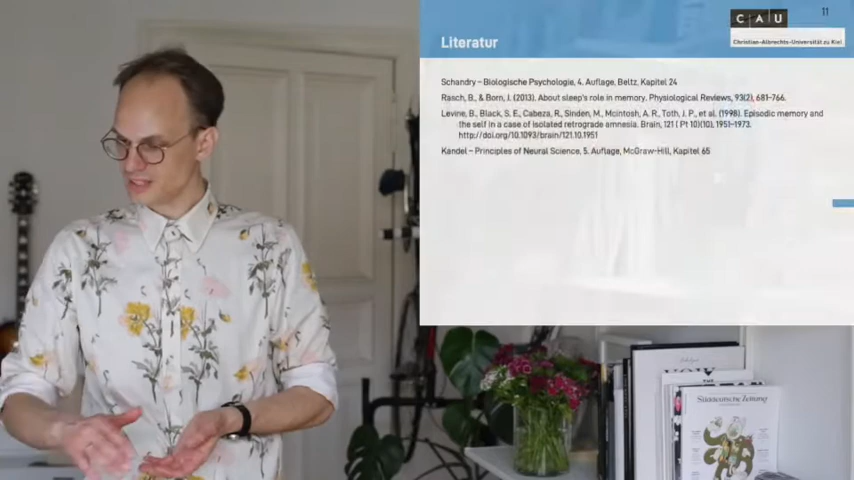 CAU
11
Christian-Albrechts-Universität zu Kiel
Literatur
Schandry – Biologische Psychologie, 4. Auflage, Beltz, Kapitel 24
Rasch, B., & Born, J. (2013). About sleep's role in memory. Physiological Reviews, 93(2), 681–766.
Levine, B., Black, S. E., Cabeza, R., Sinden, M., Mcintosh, A. R., Toth, J. P., et al. (1998). Episodic memory and
the self in a case of isolated retrograde amnesia. Brain, 121 ( Pt 10)(10), 1951–1973.
http://doi.org/10.1093/brain/121.10.1951
Kandel – Principles of Neural Science, 5. Auflage, McGraw-Hill, Kapitel 65
Süddeutsche Zeitung